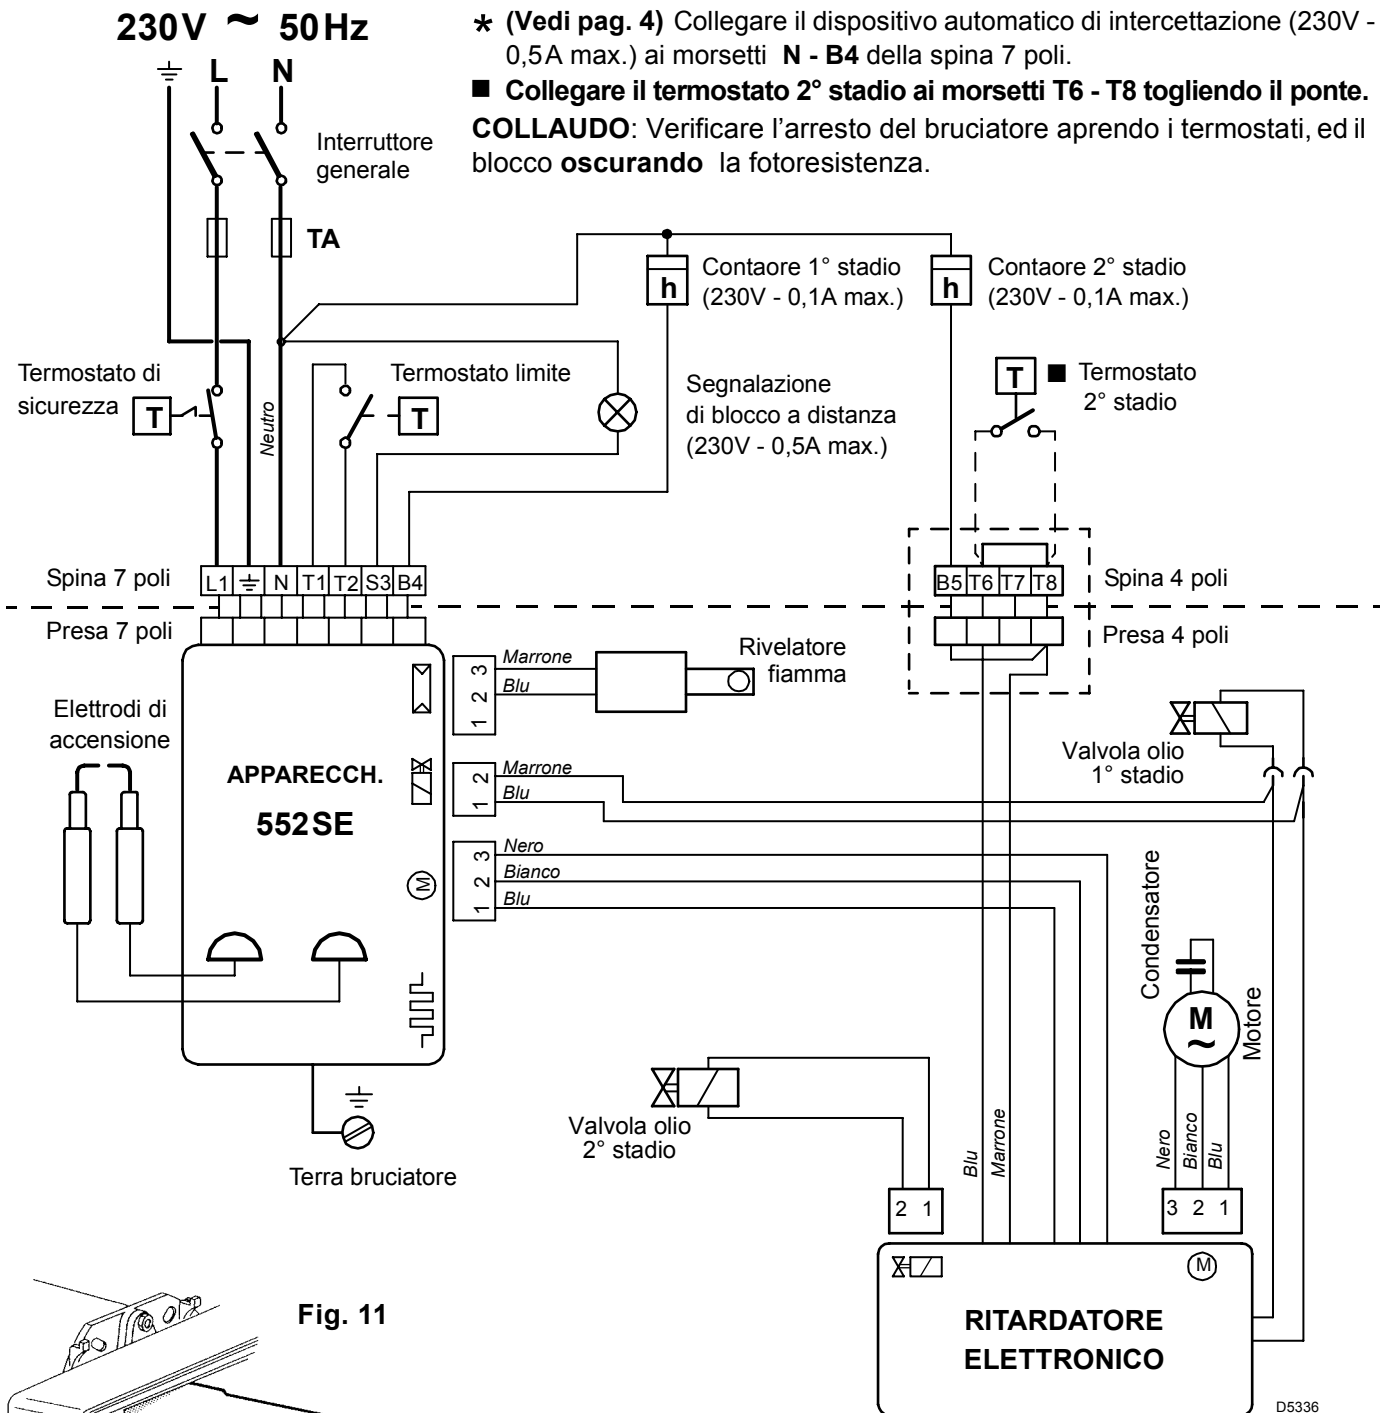 230V ~ 50Hz
L N
* (Vedi pag. 4) Collegare il dispositivo automatico di intercettazione (230V -
0,5A max.) ai morsetti N - B4 della spina 7 poli.
■ Collegare il termostato 2° stadio ai morsetti T6 - T8 togliendo il ponte.
COLLAUDO: Verificare l’arresto del bruciatore aprendo i termostati, ed il
blocco oscurando la fotoresistenza.
Interruttore
generale
TA
h
Contaore 1° stadio
(230V - 0,1A max.)
h
Contaore 2° stadio
(230V - 0,1A max.)
Termostato di
sicurezza
T
Neutro
Termostato limite
T
Segnalazione
di blocco a distanza
(230V - 0,5A max.)
T
■ Termostato
2° stadio
Spina 7 poli
L1 N T1 T2 S3 B4
B5 T6 T7 T8
Spina 4 poli
Presa 7 poli
Presa 4 poli
3 Marrone
2 Blu
1
Rivelatore
fiamma
Elettrodi di
accensione
APPARECCH.
552SE
2 Marrone
1 Blu
Valvola olio
1° stadio
3 Nero
2 Bianco
1 Blu
M
Condensatore
M
~
Motore
Terra bruciatore
Valvola olio
2° stadio
Blu
Marrone
Nero
Bianco
Blu
2 1
3 2 1
M
RITARDATORE
ELETTRONICO
Fig. 11
D5336